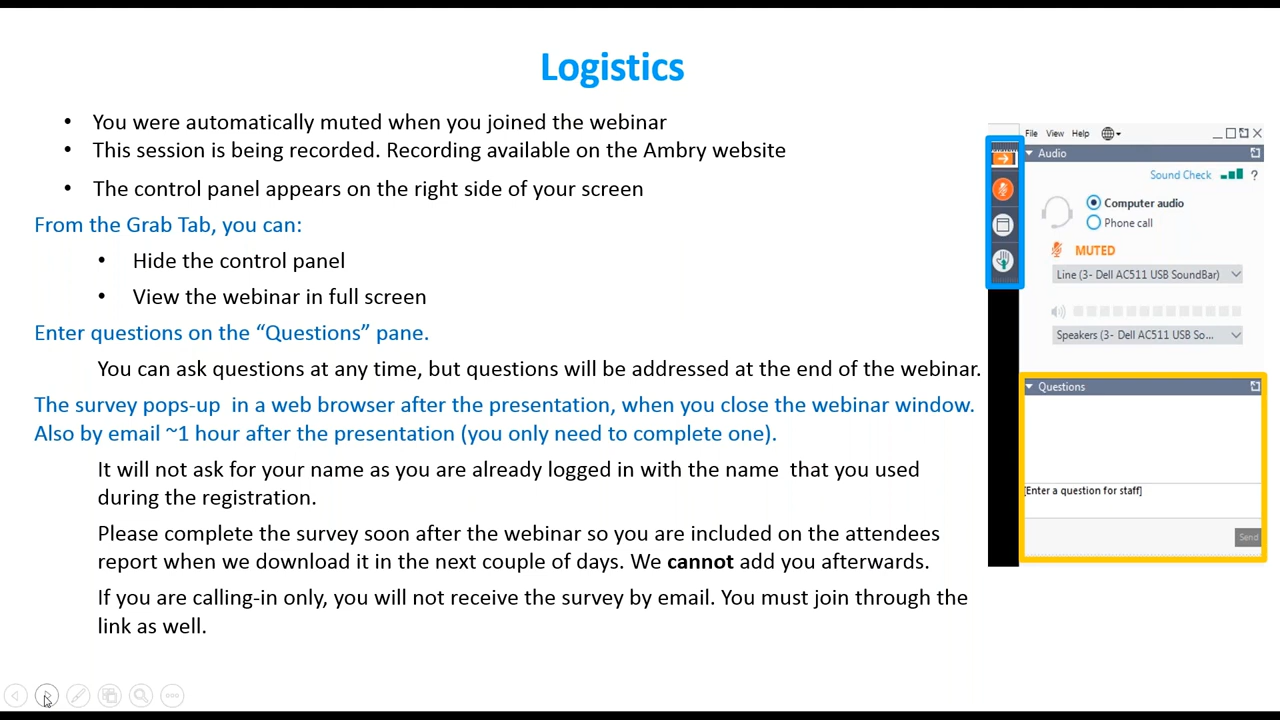 Logistics
• You were automatically muted when you joined the webinar
• This session is being recorded. Recording available on the Ambry website
• The control panel appears on the right side of your screen
From the Grab Tab, you can:
• Hide the control panel
• View the webinar in full screen
Enter questions on the “Questions” pane.
You can ask questions at any time, but questions will be addressed at the end of the webinar.
The survey pops-up in a web browser after the presentation, when you close the webinar window.
Also by email ~1 hour after the presentation (you only need to complete one).
It will not ask for your name as you are already logged in with the name that you used
during the registration.
Please complete the survey soon after the webinar so you are included on the attendees
report when we download it in the next couple of days. We cannot add you afterwards.
If you are calling-in only, you will not receive the survey by email. You must join through the
link as well.
File View Help
Audio
Sound Check ?
Computer audio
Phone call
MUTED
Line (3- Dell AC511 USB SoundBar)
Speakers (3- Dell AC511 USB So...
Questions
[Enter a question for staff]
Send